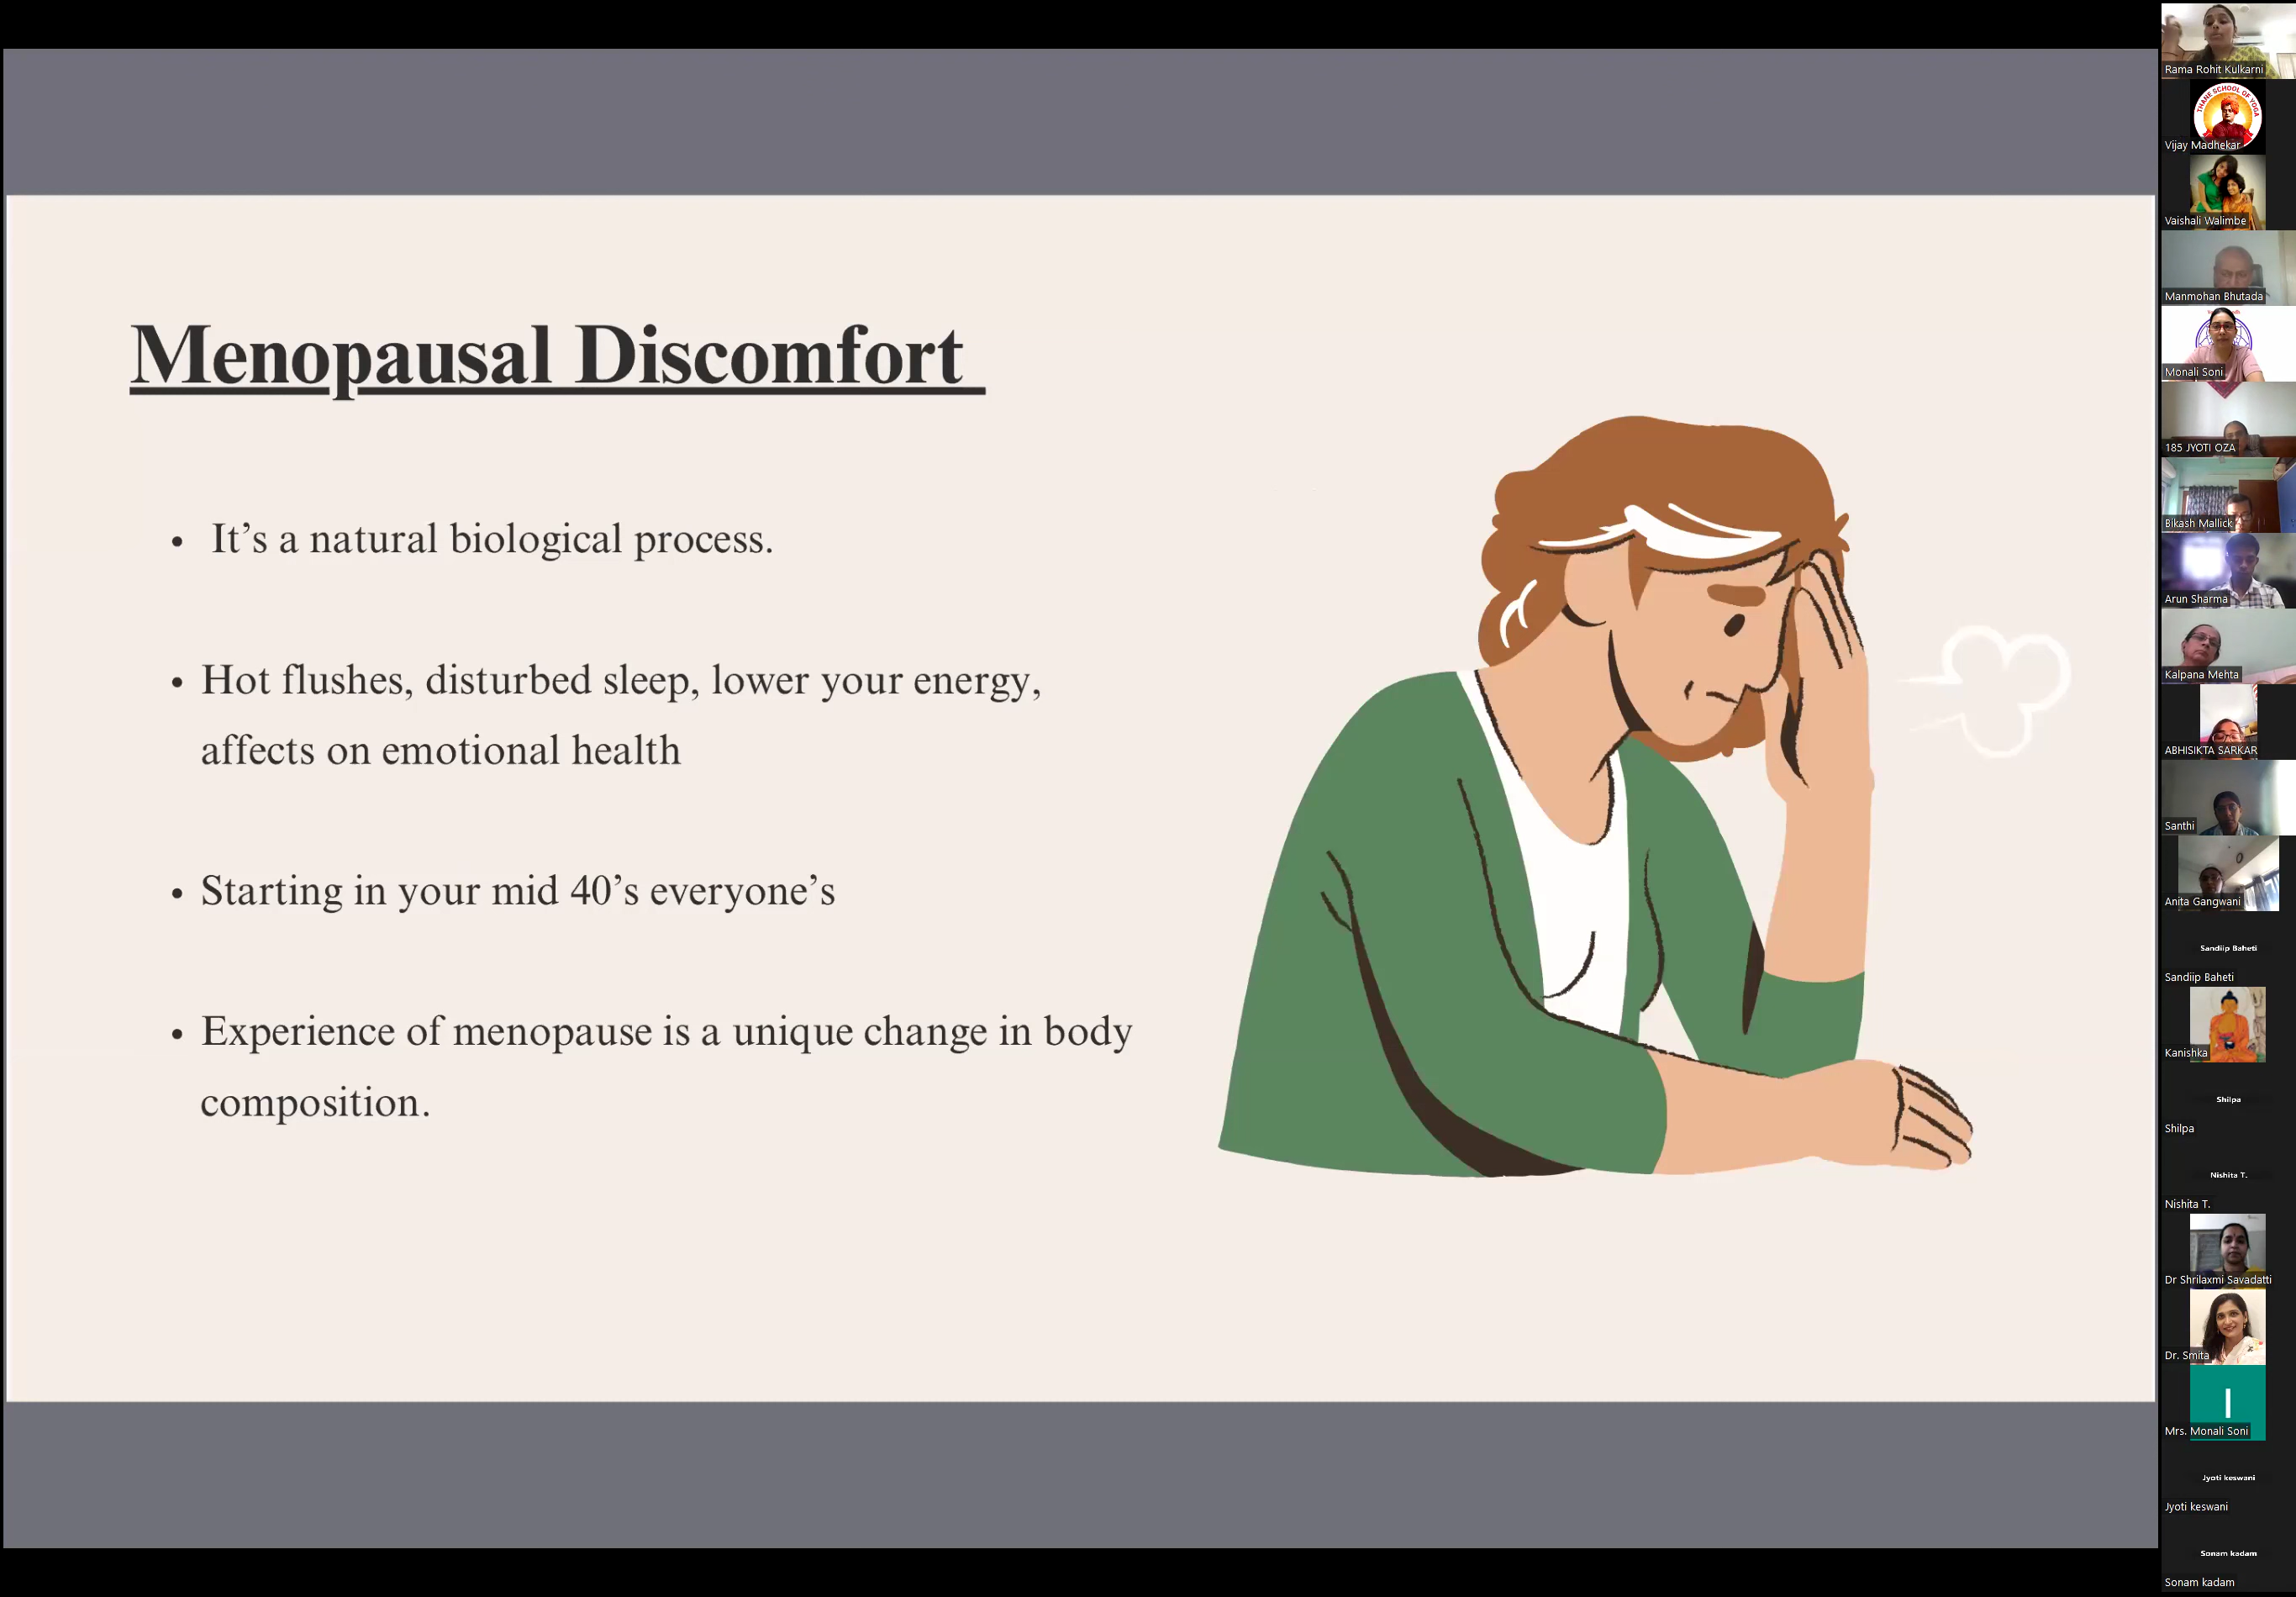 Menopausal Discomfort
• It’s a natural biological process.
• Hot flushes, disturbed sleep, lower your energy,
affects on emotional health
• Starting in your mid 40’s everyone’s
• Experience of menopause is a unique change in body
composition.
Rama Rohit Kulkarni
THANE SCHOOL OF YOGA
Vijay Madhekar
Vaishali Walimbe
Manmohan Bhutada
Monali Soni
185 JYOTI OZA
Bikash Mallick
Arun Sharma
Kalpana Mehta
ABHISIKTA SARKAR
Santhi
Anita Gangwani
Sandiip Baheti
Sandiip Baheti
Kanishka
Shilpa
Shilpa
Nishita T.
Nishita T.
Dr Shrilaxmi Savadatti
Dr. Smita
I
Mrs. Monali Soni
Jyoti keswani
Jyoti keswani
Sonam kadam
Sonam kadam